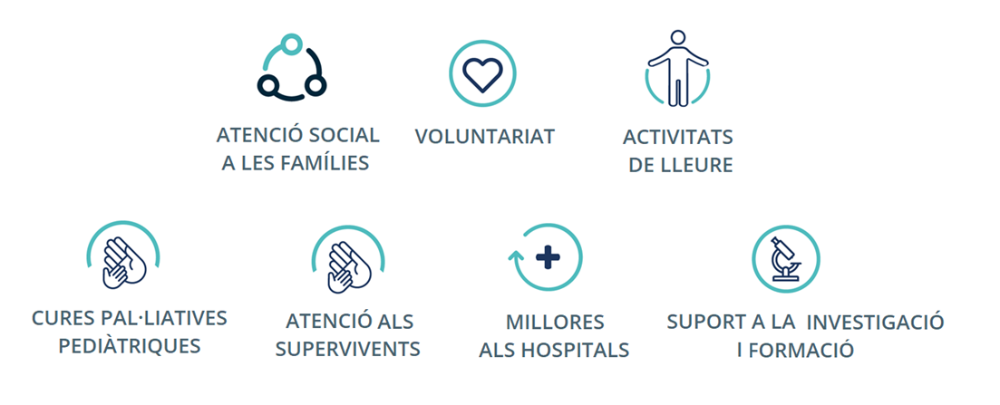 ATENCIÓ SOCIAL
A LES FAMÍLIES
VOLUNTARIAT
ACTIVITATS
DE LLEURE
CURES PAL·LIATIVES
PEDIÀTRIQUES
ATENCIÓ ALS
SUPERVIVENTS
MILLORES
ALS HOSPITALS
SUPORT A LA INVESTIGACIÓ
I FORMACIÓ